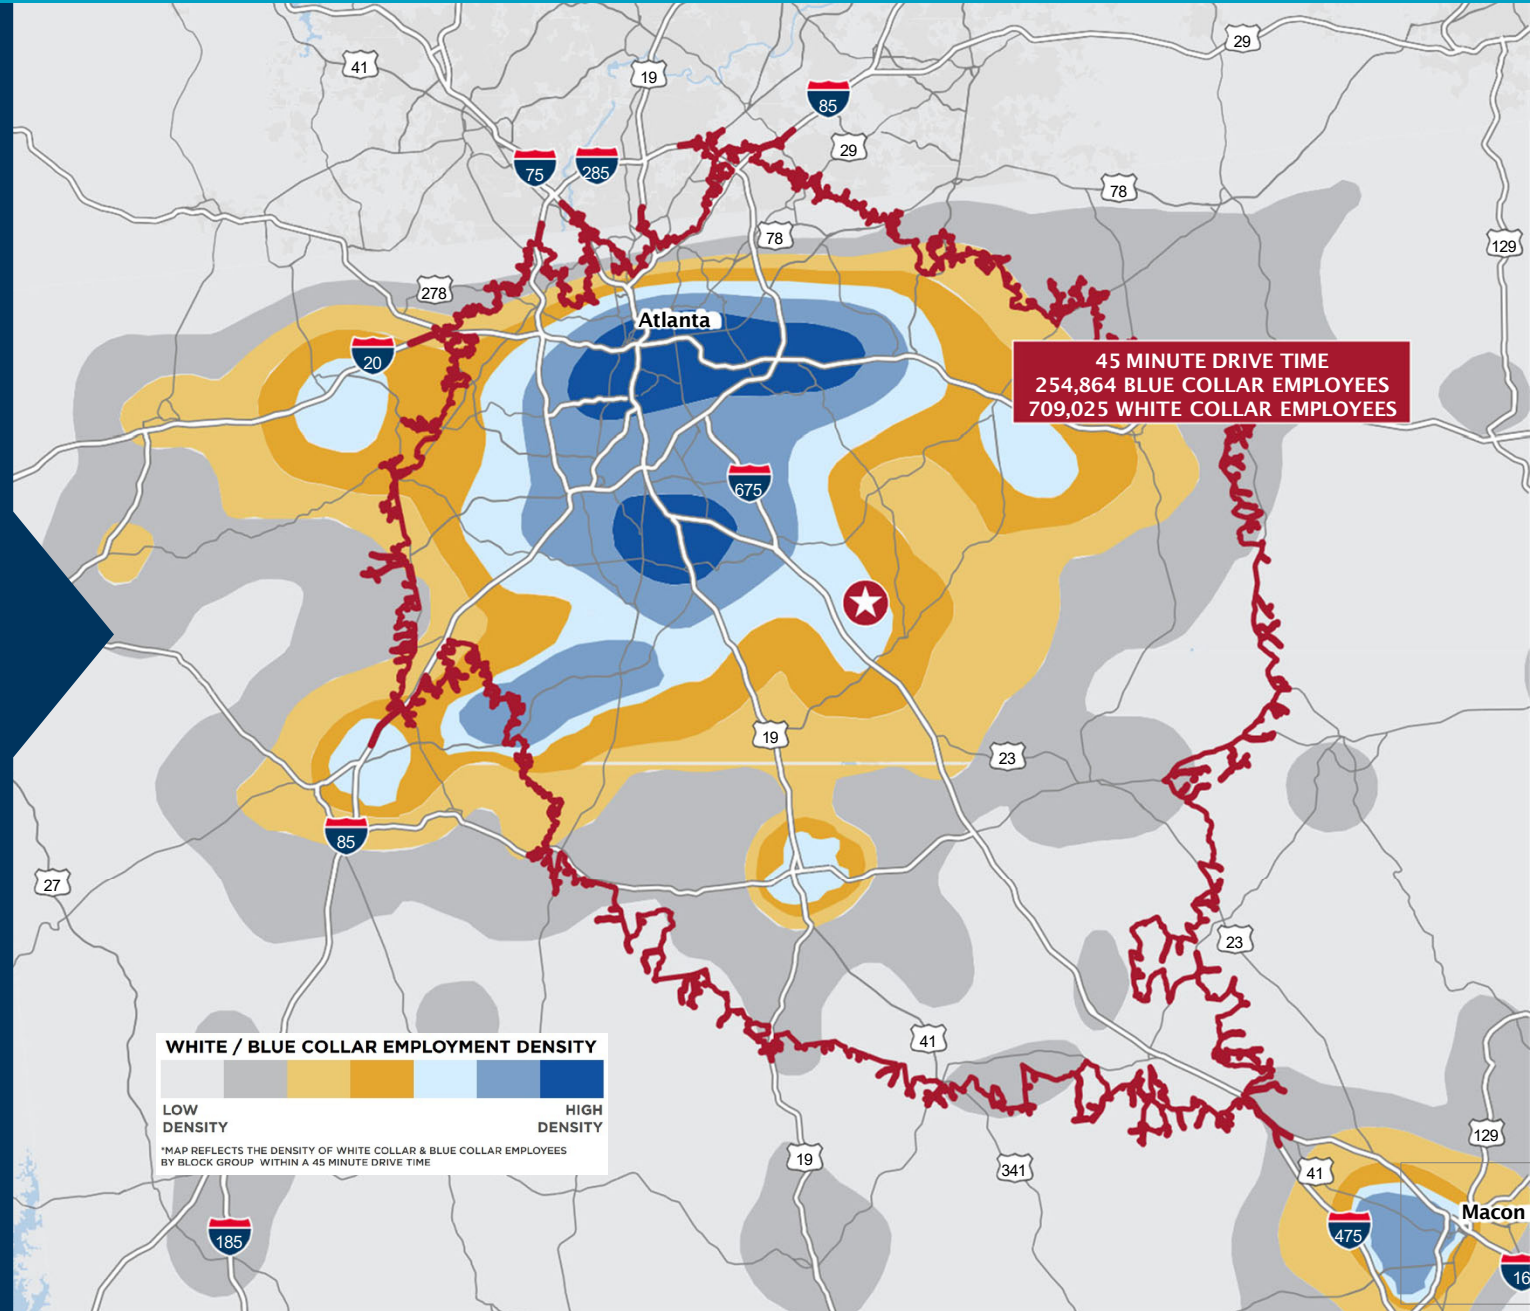 29
41
19
85
29
75
285
78
78
129
278
Atlanta
20
45 MINUTE DRIVE TIME
254,864 BLUE COLLAR EMPLOYEES
709,025 WHITE COLLAR EMPLOYEES
675
19
23
85
27
23
41
WHITE / BLUE COLLAR EMPLOYMENT DENSITY
LOW
DENSITY
HIGH
DENSITY
*MAP REFLECTS THE DENSITY OF WHITE COLLAR & BLUE COLLAR EMPLOYEES
BY BLOCK GROUP WITHIN A 45 MINUTE DRIVE TIME
129
19
341
41
Macon
475
185
16